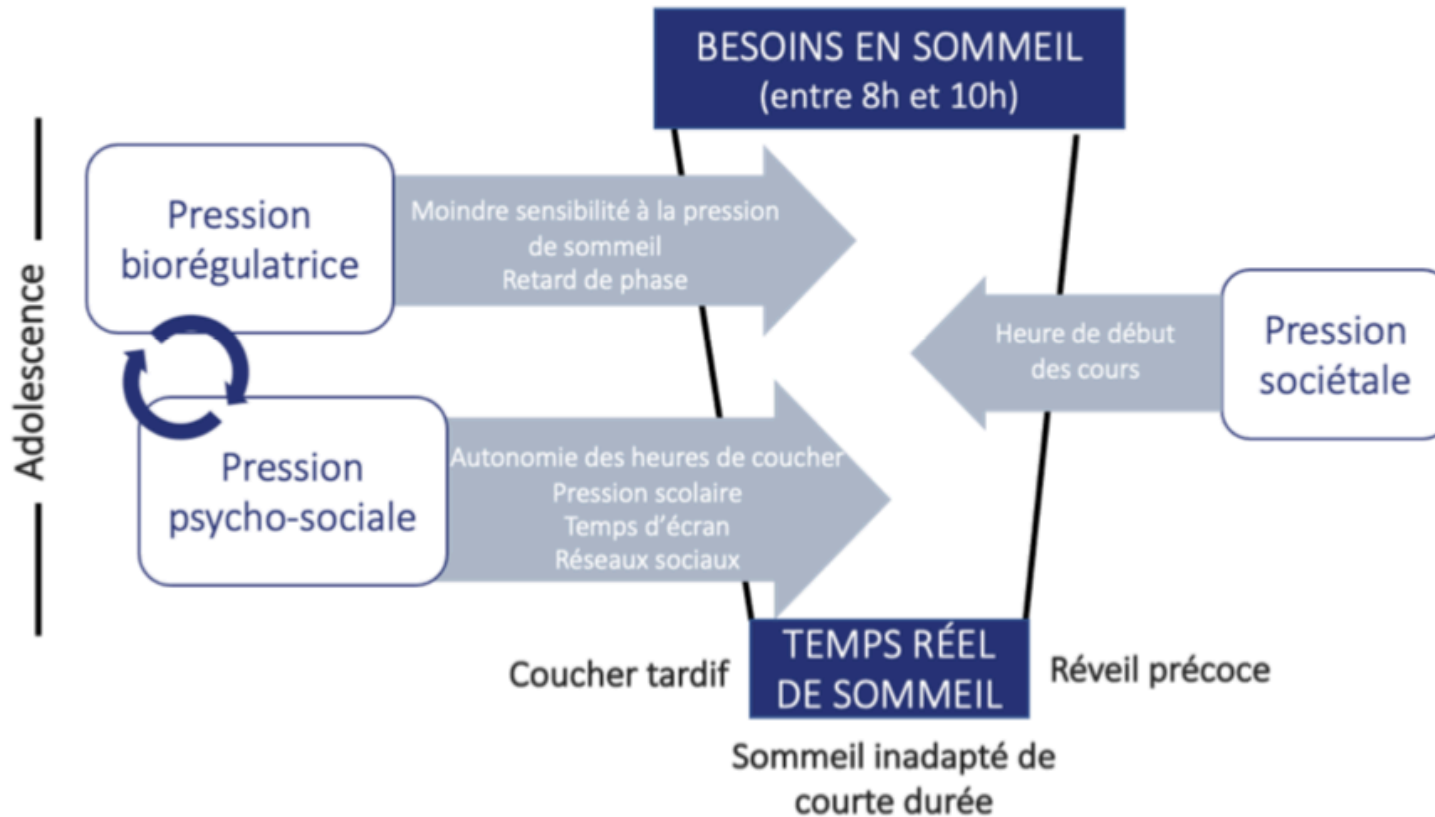 BESOINS EN SOMMEIL
(entre 8h et 10h)
Adolescence
Pression
biorégulatrice
Moindre sensibilité à la pression
de sommeil
Retard de phase
Heure de début
des cours
Pression
sociétale
Pression
psycho-sociale
Autonomie des heures de coucher
Pression scolaire
Temps d'écran
Réseaux sociaux
Coucher tardif
TEMPS RÉEL
DE SOMMEIL
Réveil précoce
Sommeil inadapté de
courte durée